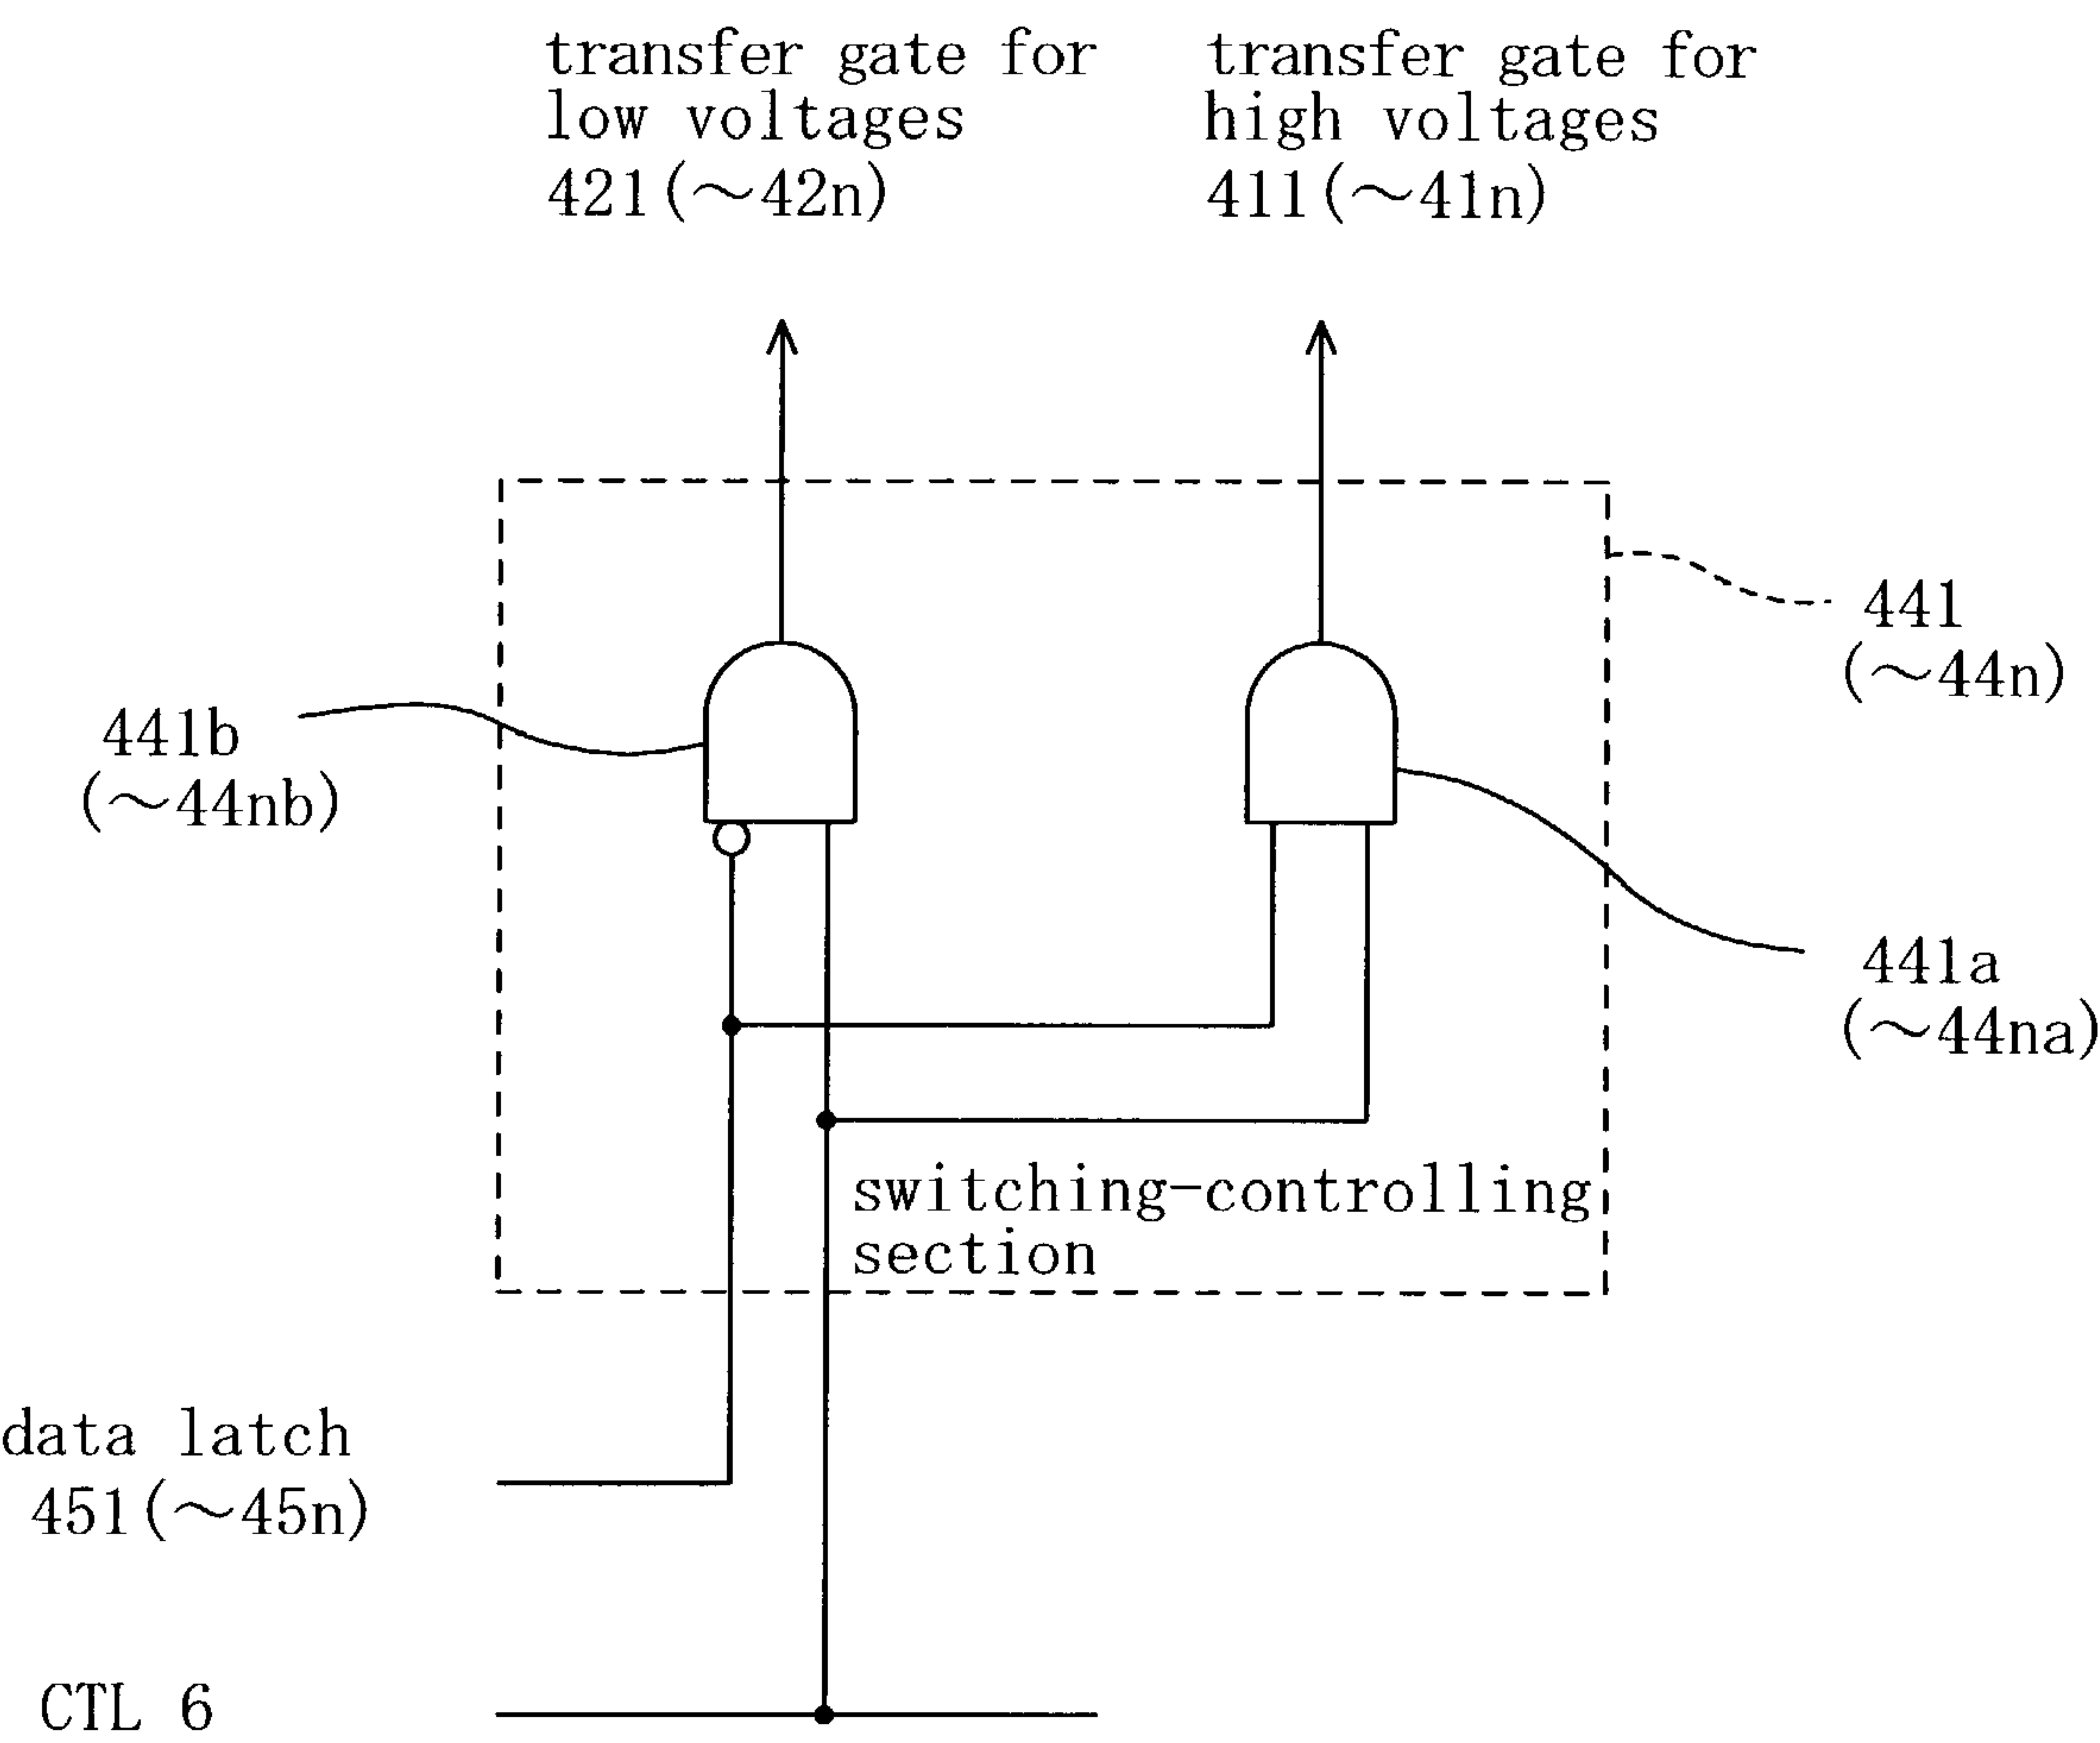 transfer gate for
low voltages
421(～42n)
transfer gate for
high voltages
411(～41n)
441
(～44n)
441b
(～44nb)
441a
(～44na)
switching-controlling
section
data latch
451(～45n)
CTL 6